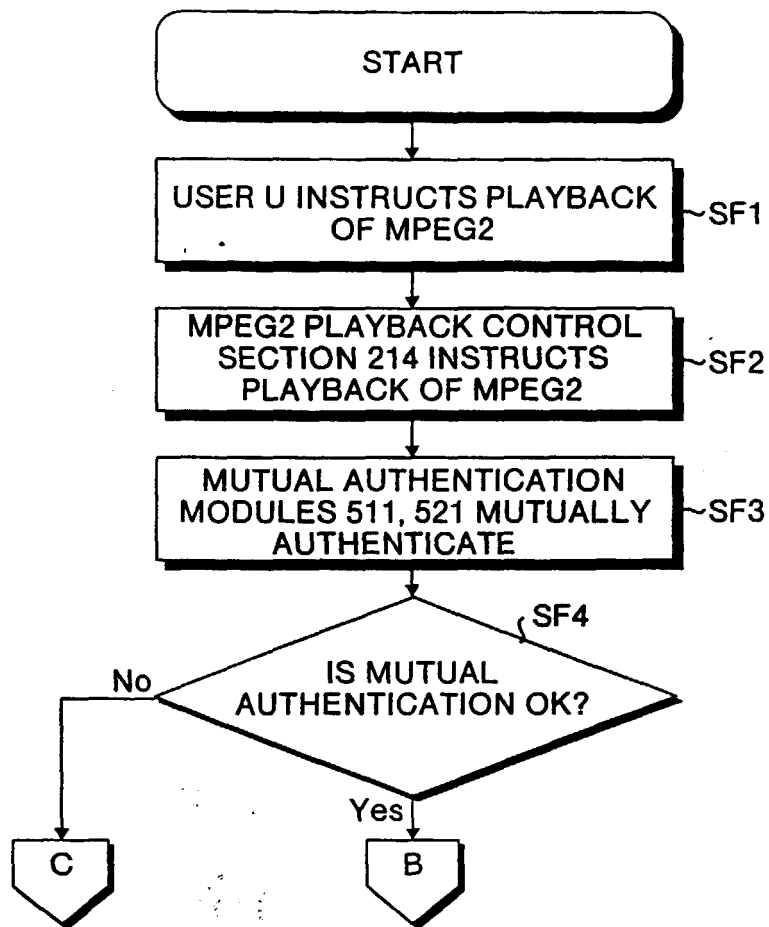 START
USER U INSTRUCTS PLAYBACK
OF MPEG2
SF1
MPEG2 PLAYBACK CONTROL
SECTION 214 INSTRUCTS
PLAYBACK OF MPEG2
SF2
MUTUAL AUTHENTICATION
MODULES 511, 521 MUTUALLY
AUTHENTICATE
SF3
SF4
IS MUTUAL
AUTHENTICATION OK?
No
Yes
C
B